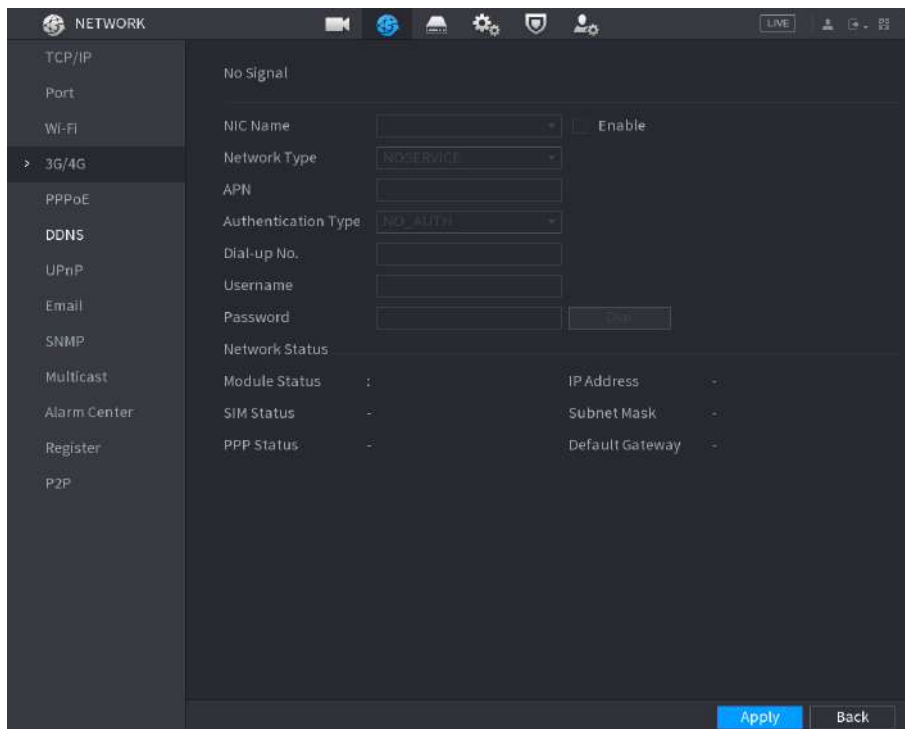 NETWORK
LIVE
TCP/IP
Port
Wi-Fi
3G/4G
PPPoE
DDNS
UPnP
Email
SNMP
Multicast
Alarm Center
Register
P2P
No Signal
NIC Name Enable
Network Type NOSERVICE
APN
Authentication Type NO_AUTH
Dial-up No.
Username
Password Dial
Network Status
Module Status : IP Address -
SIM Status - Subnet Mask -
PPP Status - Default Gateway -
Apply Back